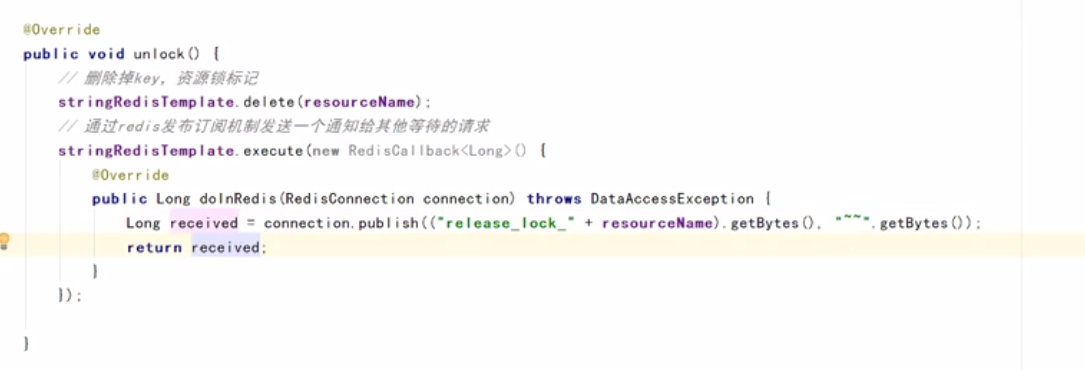 @Override
public void unlock() {
// 删除掉key，资源锁标记
stringRedisTemplate.delete(resourceName);
// 通过redis发布订阅机制发送一个通知给其他等待的请求
stringRedisTemplate.execute(new RedisCallback<Long>() {
@Override
public Long doInRedis(RedisConnection connection) throws DataAccessException {
Long received = connection.publish(("release_lock_" + resourceName).getBytes(), "~~".getBytes());
return received;
}
});
}